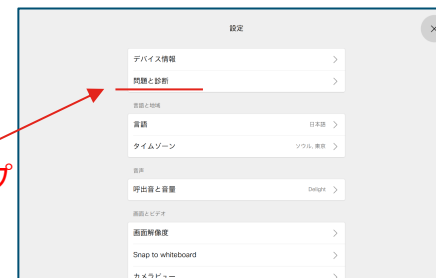 設定
デバイス情報
問題と診断
言語と地域
言語 日本語
タイムゾーン ソウル, 東京
音声
呼出音と音量 Delight
画面とビデオ
画面解像度
Snap to whiteboard
カメラビュー
プ